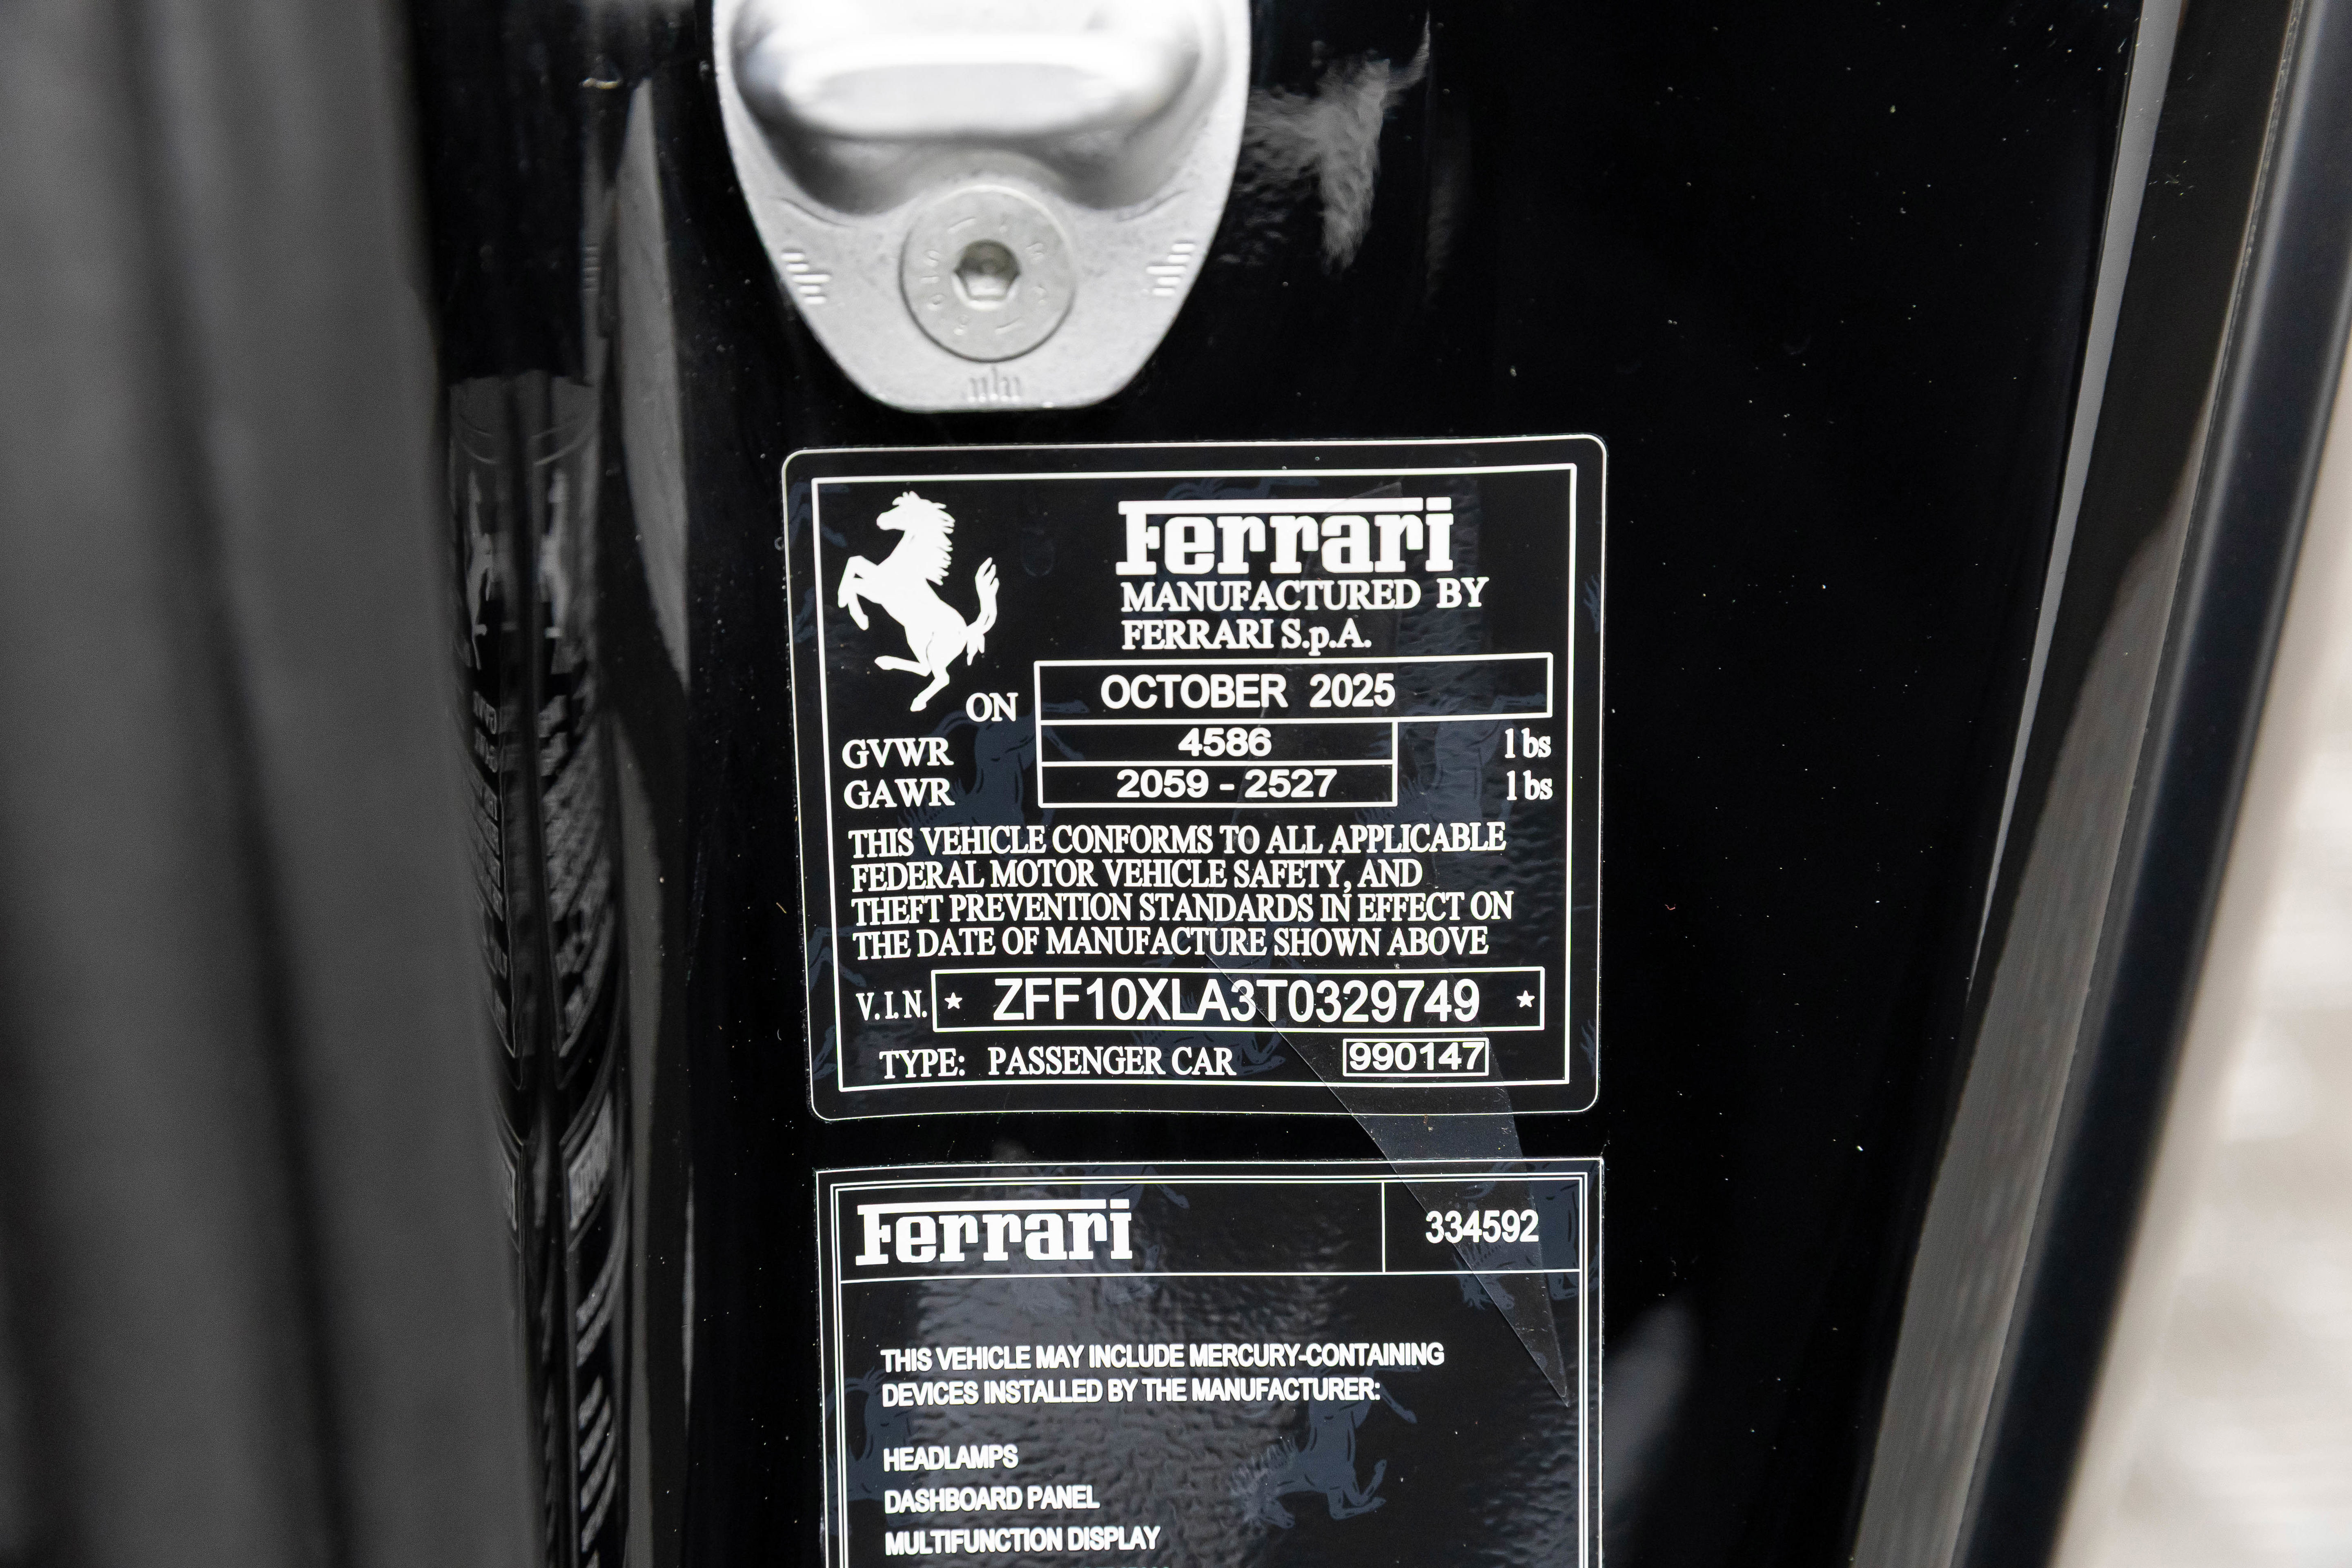 Ferrari
MANUFACTURED BY
FERRARI S.p.A.
ON OCTOBER 2025
GVWR 4586 lbs
GAWR 2059 - 2527 lbs
THIS VEHICLE CONFORMS TO ALL APPLICABLE
FEDERAL MOTOR VEHICLE SAFETY, AND
THEFT PREVENTION STANDARDS IN EFFECT ON
THE DATE OF MANUFACTURE SHOWN ABOVE
V.I.N. * ZFF10XLA3T0329749 *
TYPE: PASSENGER CAR 990147
Ferrari 334592
THIS VEHICLE MAY INCLUDE MERCURY-CONTAINING
DEVICES INSTALLED BY THE MANUFACTURER:
HEADLAMPS
DASHBOARD PANEL
MULTIFUNCTION DISPLAY